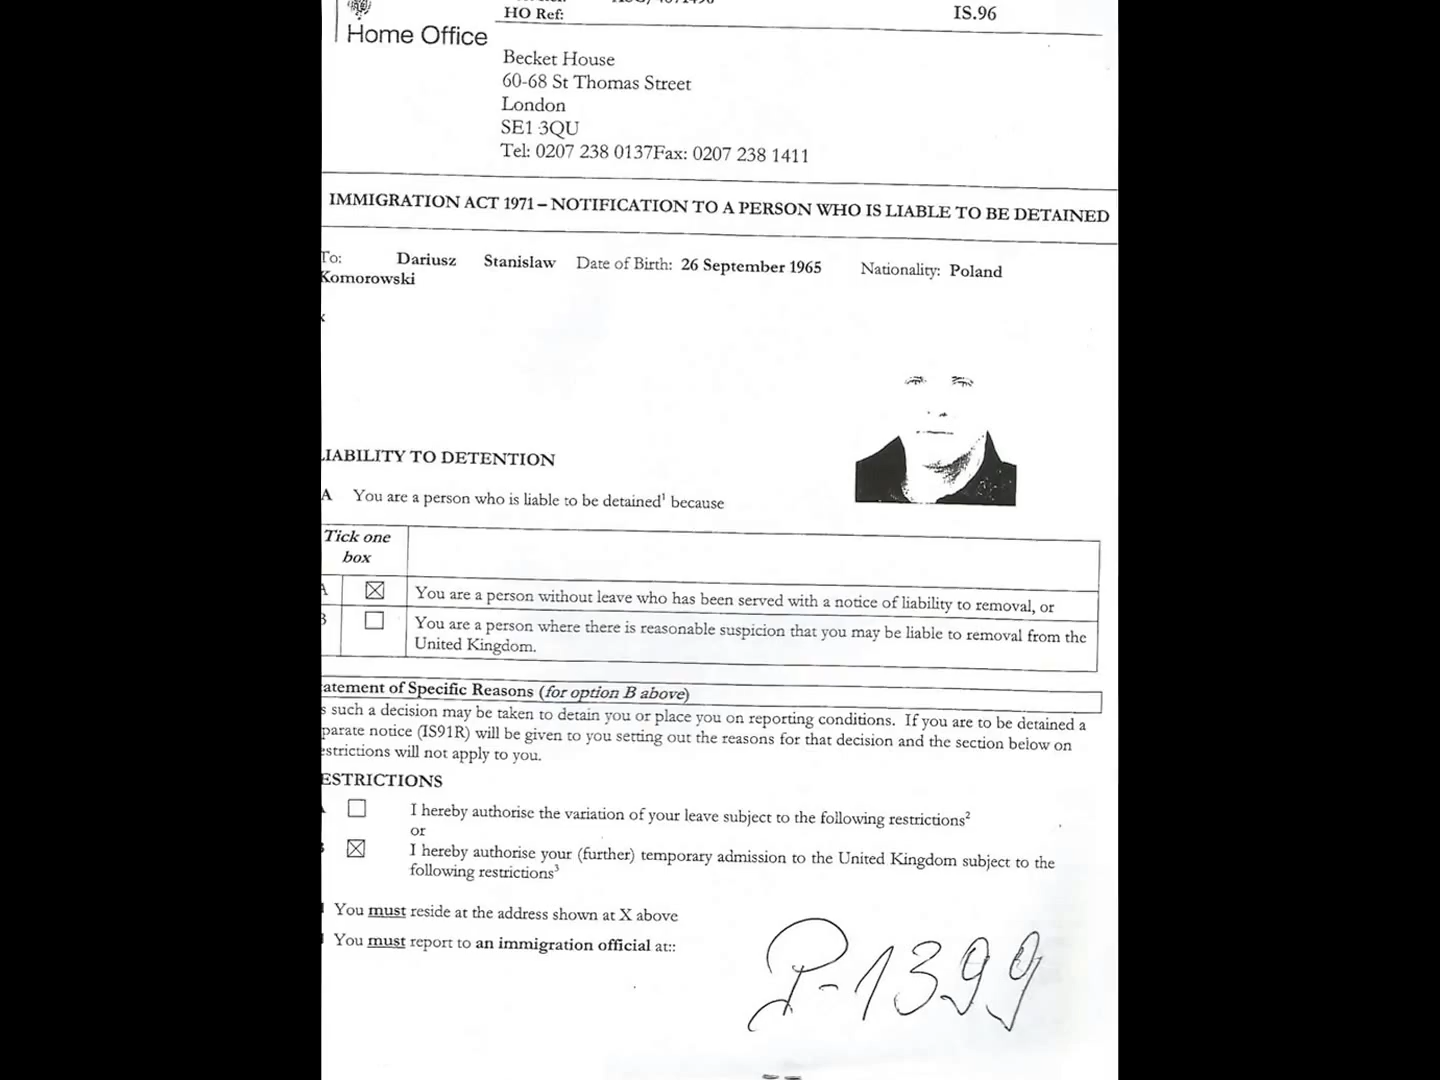 HO Ref:
IS.96
Home Office
Becket House
60-68 St Thomas Street
London
SE1 3QU
Tel: 0207 238 0137Fax: 0207 238 1411
IMMIGRATION ACT 1971 – NOTIFICATION TO A PERSON WHO IS LIABLE TO BE DETAINED
To: Dariusz Stanislaw Date of Birth: 26 September 1965 Nationality: Poland
Komorowski
x
LIABILITY TO DETENTION
A You are a person who is liable to be detained¹ because
Tick one
box
A ☒ You are a person without leave who has been served with a notice of liability to removal, or
B ☐ You are a person where there is reasonable suspicion that you may be liable to removal from the
United Kingdom.
atement of Specific Reasons (for option B above)
s such a decision may be taken to detain you or place you on reporting conditions. If you are to be detained a
parate notice (IS91R) will be given to you setting out the reasons for that decision and the section below on
estrictions will not apply to you.
ESTRICTIONS
☐ I hereby authorise the variation of your leave subject to the following restrictions²
or
☒ I hereby authorise your (further) temporary admission to the United Kingdom subject to the
following restrictions³
You must reside at the address shown at X above
You must report to an immigration official at::
P-1399